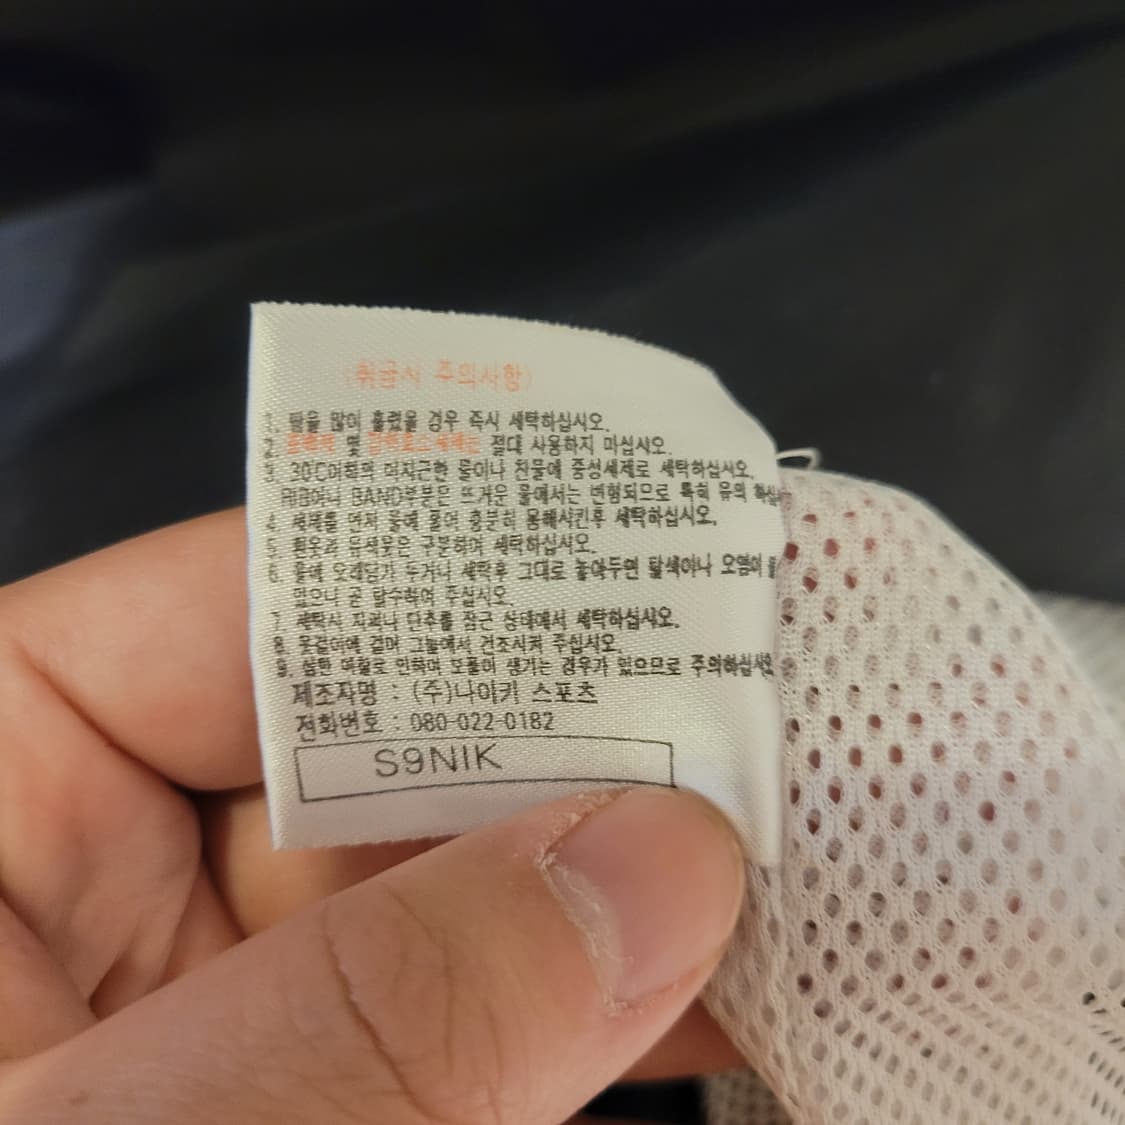 (취급시 주의사항)
1. 땀을 많이 흘렸을 경우 즉시 세탁하십시오.
2. 표백제 및 절대 사용하지 마십시오.
3. 30℃이하의 미지근한 물이나 찬물에 중성세제로 세탁하십시오.
RIB이나 BAND부분은 뜨거운 물에서는 변형되므로 특히 유의
4. 세제를 먼저 물에 풀어 충분히 용해시킨후 세탁하십시오.
5. 흰옷과 유색옷은 구분하여 세탁하십시오.
6. 물에 오래담가 두거나 세탁후 그대로 놓아두면 탈색이나 오염이
있으니 곧 탈수하여 주십시오.
7. 세탁시 지퍼나 단추를 잠근 상태에서 세탁하십시오.
8. 옷걸이에 걸어 그늘에서 건조시켜 주십시오.
9. 심한 마찰로 인하여 보풀이 생기는 경우가 있으므로 주의하십시오
제조자명 : (주)나이키 스포츠
전화번호 : 080-022-0182
S9NIK